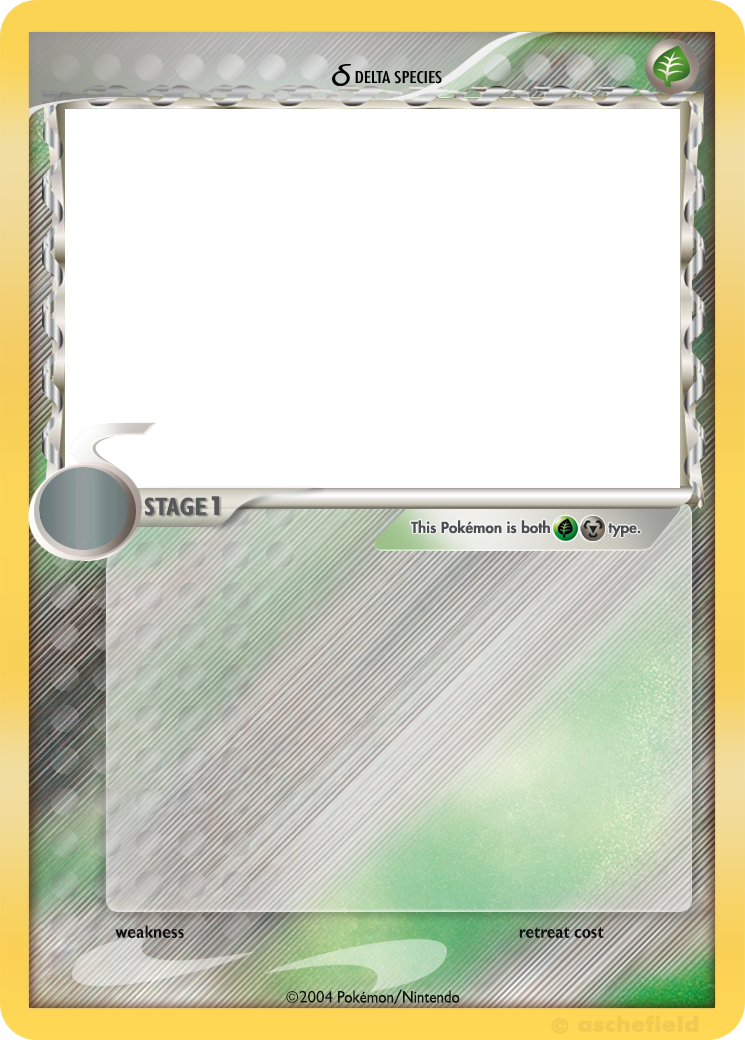 δ DELTA SPECIES
STAGE 1
This Pokémon is both type.
weakness retreat cost
©2004 Pokémon/Nintendo
© aschefield